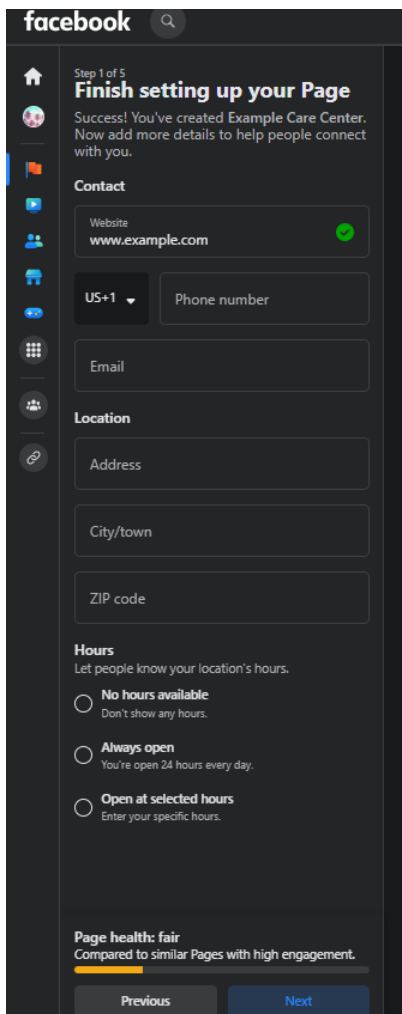 facebook
Step 1 of 5
Finish setting up your Page
Success! You've created Example Care Center.
Now add more details to help people connect
with you.
Contact
Website
www.example.com
US+1
Phone number
Email
Location
Address
City/town
ZIP code
Hours
Let people know your location's hours.
No hours available
Don't show any hours.
Always open
You're open 24 hours every day.
Open at selected hours
Enter your specific hours.
Page health: fair
Compared to similar Pages with high engagement.
Previous
Next